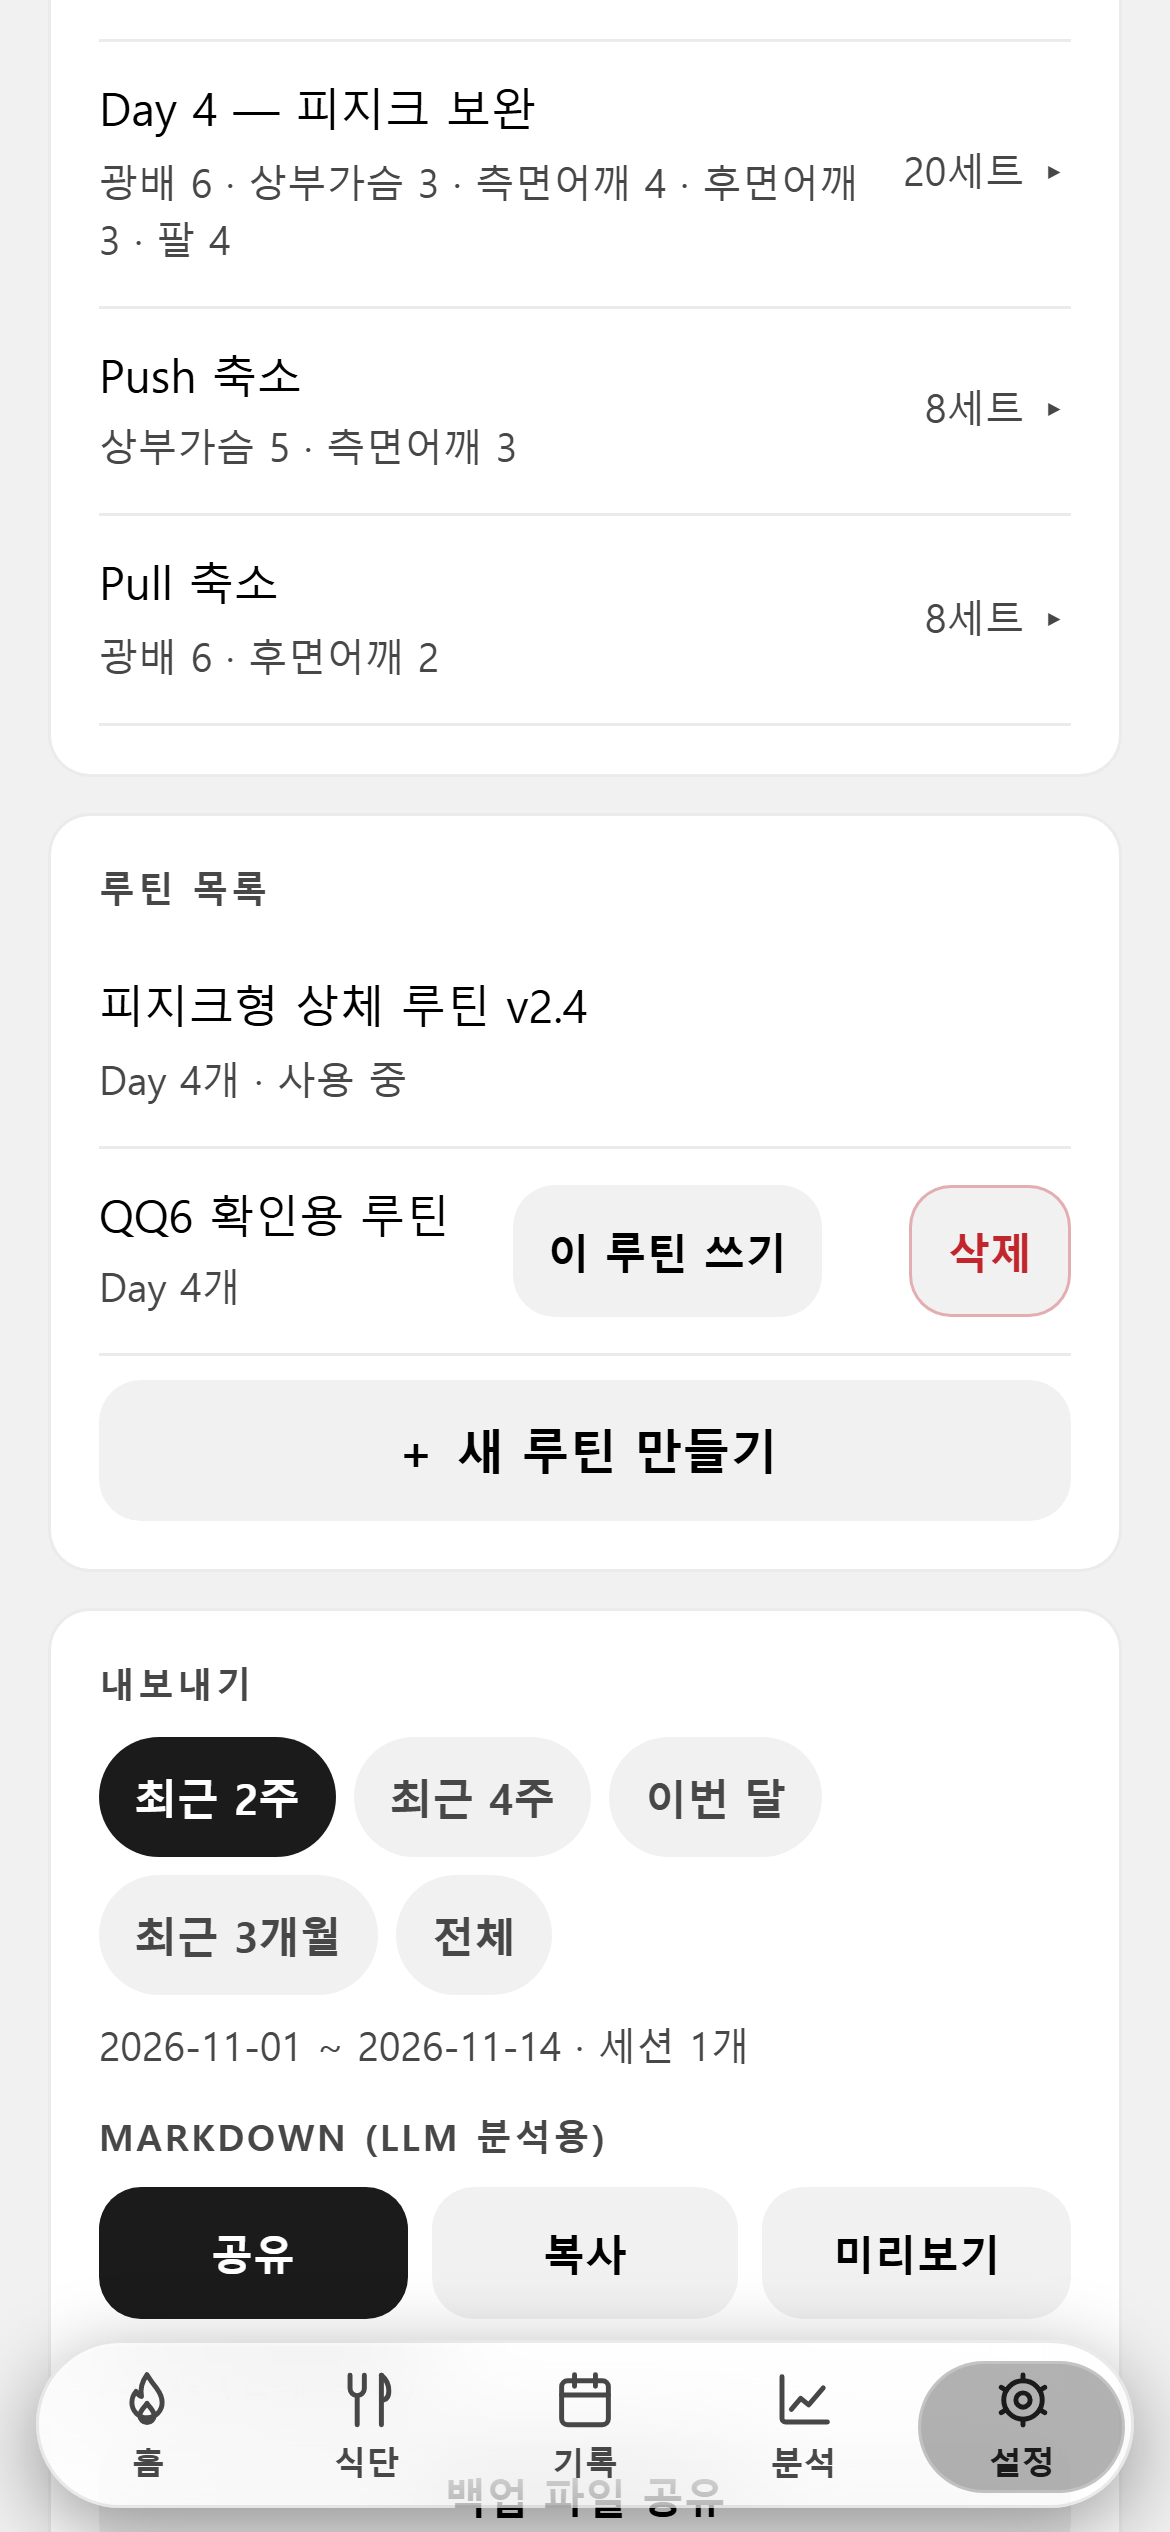 Day 4 — 피지크 보완
광배 6 · 상부가슴 3 · 측면어깨 4 · 후면어깨
3 · 팔 4
20세트 ▸
Push 축소
상부가슴 5 · 측면어깨 3
8세트 ▸
Pull 축소
광배 6 · 후면어깨 2
8세트 ▸
루틴 목록
피지크형 상체 루틴 v2.4
Day 4개 · 사용 중
QQ6 확인용 루틴
Day 4개
이 루틴 쓰기
삭제
+ 새 루틴 만들기
내보내기
최근 2주
최근 4주
이번 달
최근 3개월
전체
2026-11-01 ~ 2026-11-14 · 세션 1개
MARKDOWN (LLM 분석용)
공유
복사
미리보기
홈
식단
기록
분석
설정
백업 파일 공유